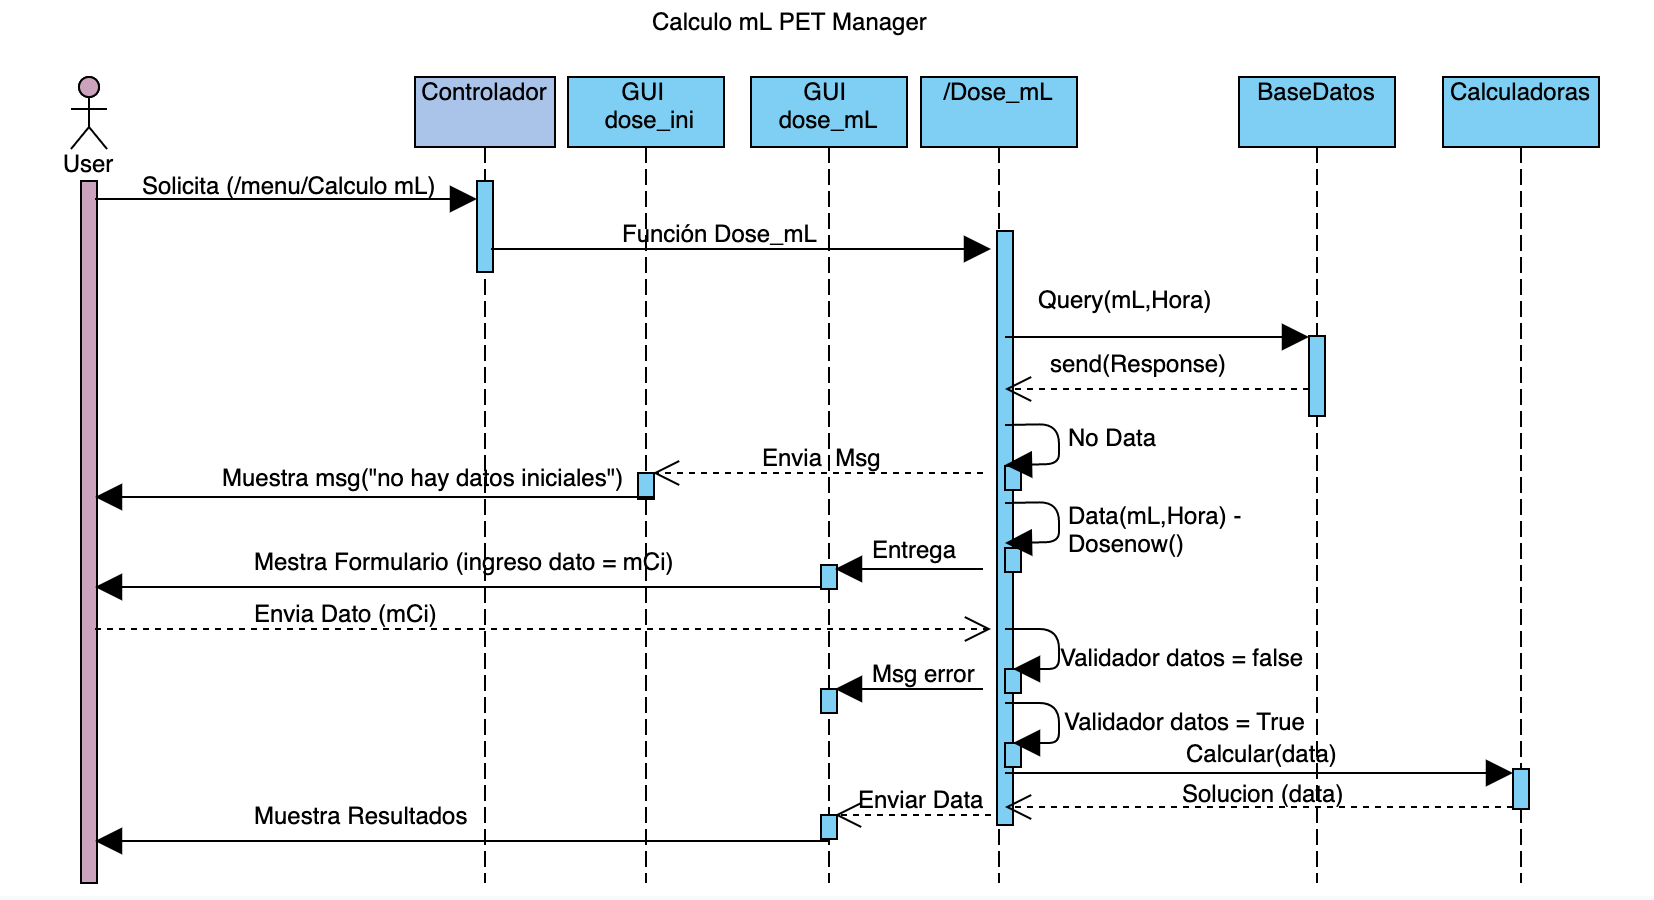 Calculo mL PET Manager
Controlador
GUI
dose_ini
GUI
dose_mL
/Dose_mL
BaseDatos
Calculadoras
User
Solicita (/menu/Calculo mL)
Función Dose_mL
Query(mL,Hora)
send(Response)
No Data
Envia Msg
Muestra msg("no hay datos iniciales")
Data(mL,Hora) -
Dosenow()
Entrega
Mestra Formulario (ingreso dato = mCi)
Envia Dato (mCi)
Validador datos = false
Msg error
Validador datos = True
Calcular(data)
Solucion (data)
Enviar Data
Muestra Resultados